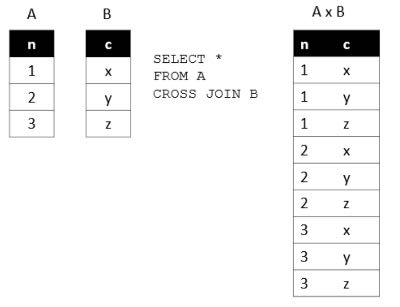 A
n
1
2
3
B
c
x
y
z
SELECT *
FROM A
CROSS JOIN B
A x B
n c
1 x
1 y
1 z
2 x
2 y
2 z
3 x
3 y
3 z